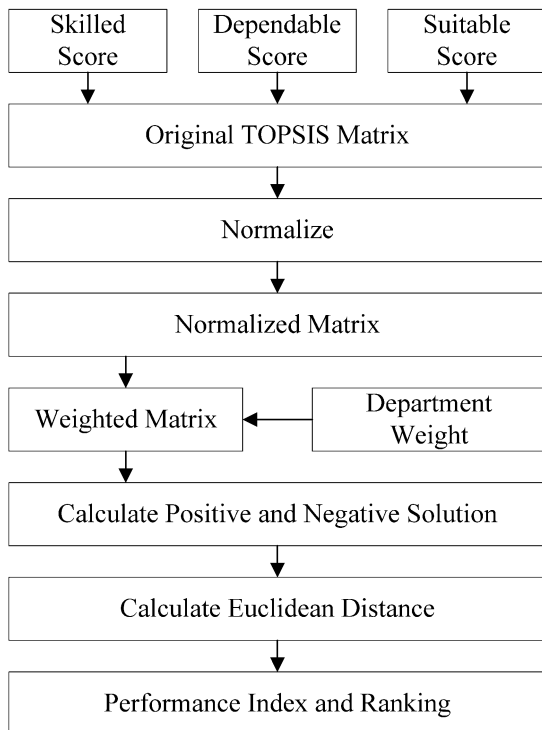 Skilled
Score
Dependable
Score
Suitable
Score
Original TOPSIS Matrix
Normalize
Normalized Matrix
Weighted Matrix
Department
Weight
Calculate Positive and Negative Solution
Calculate Euclidean Distance
Performance Index and Ranking